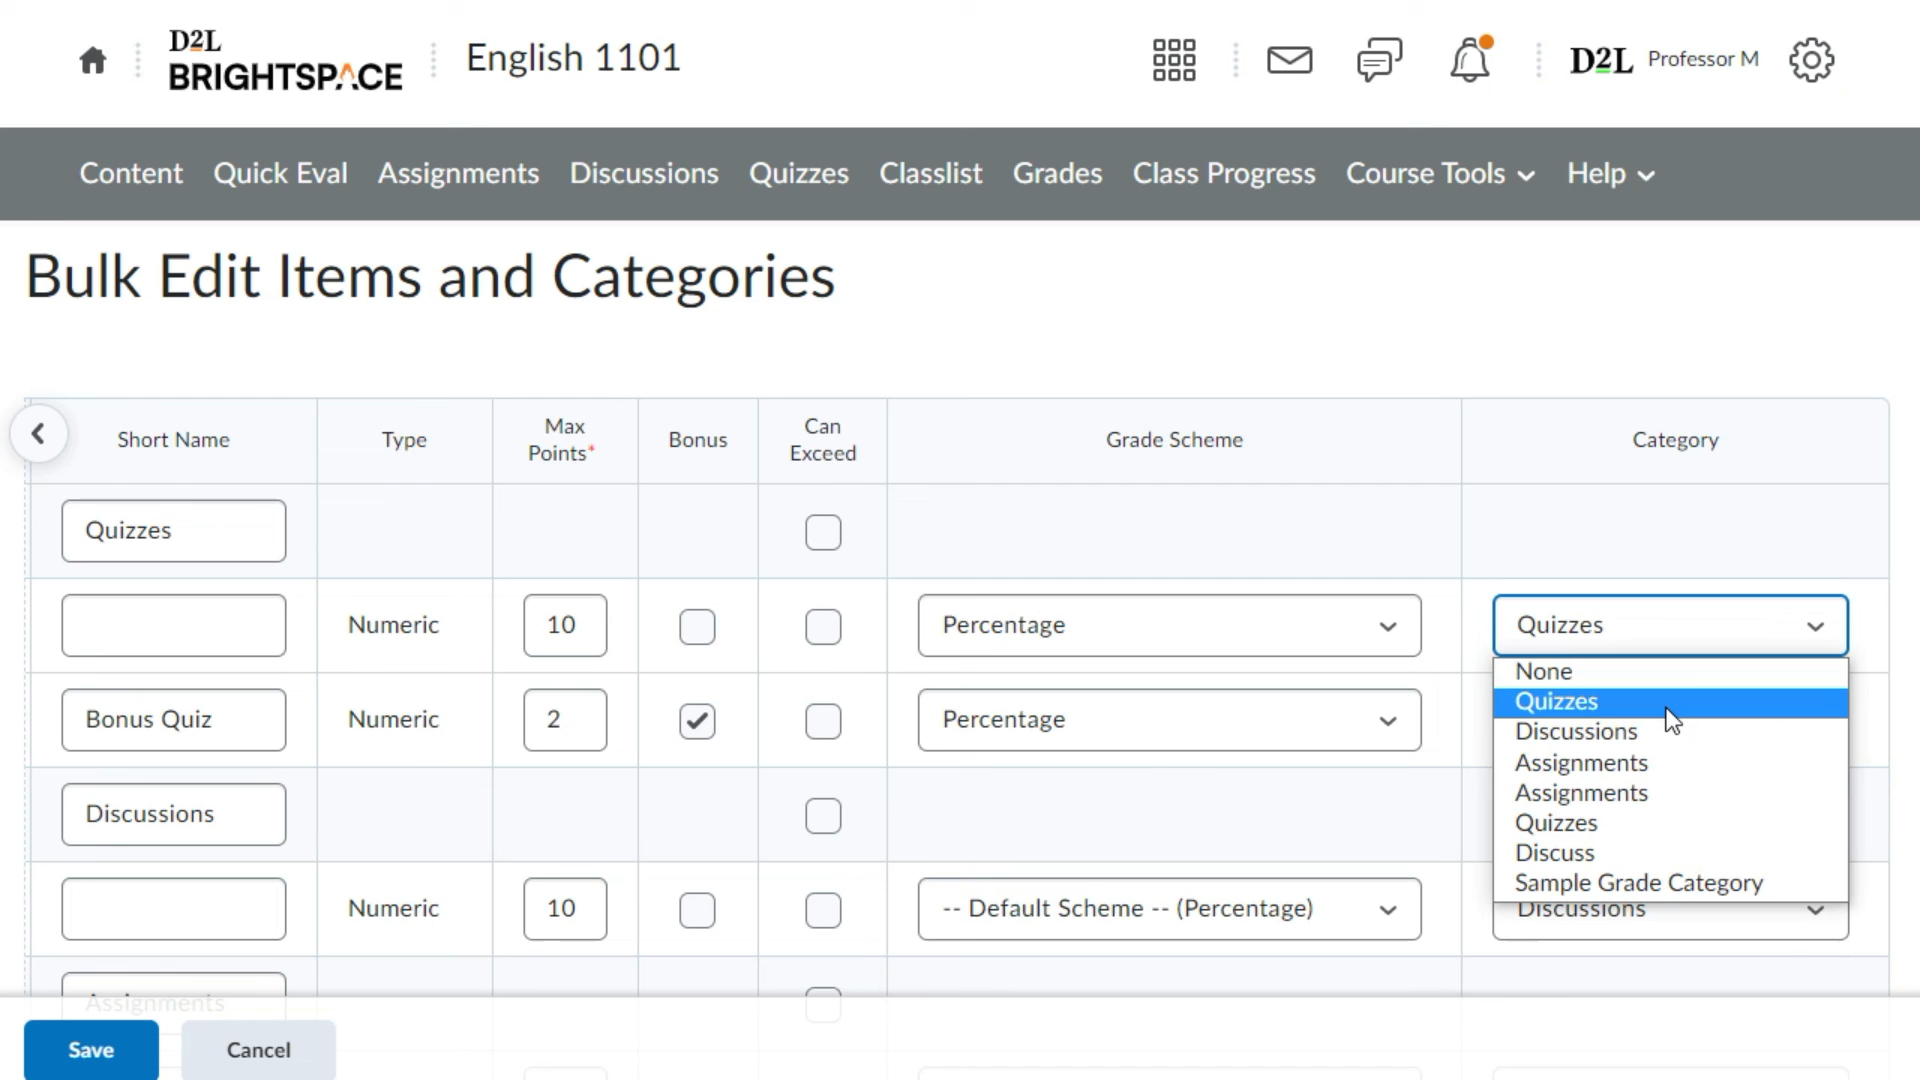 D2L
BRIGHTSPACE
English 1101
D2L Professor M
Content Quick Eval Assignments Discussions Quizzes Classlist Grades Class Progress Course Tools Help
Bulk Edit Items and Categories
Short Name Type Max Points* Bonus Can Exceed Grade Scheme Category
Quizzes
Numeric 10 Percentage Quizzes
None
Quizzes
Bonus Quiz Numeric 2 Percentage
Discussions
Assignments
Assignments
Discussions
Quizzes
Discuss
Sample Grade Category
Numeric 10 -- Default Scheme -- (Percentage) Discussions
Assignments
Save Cancel